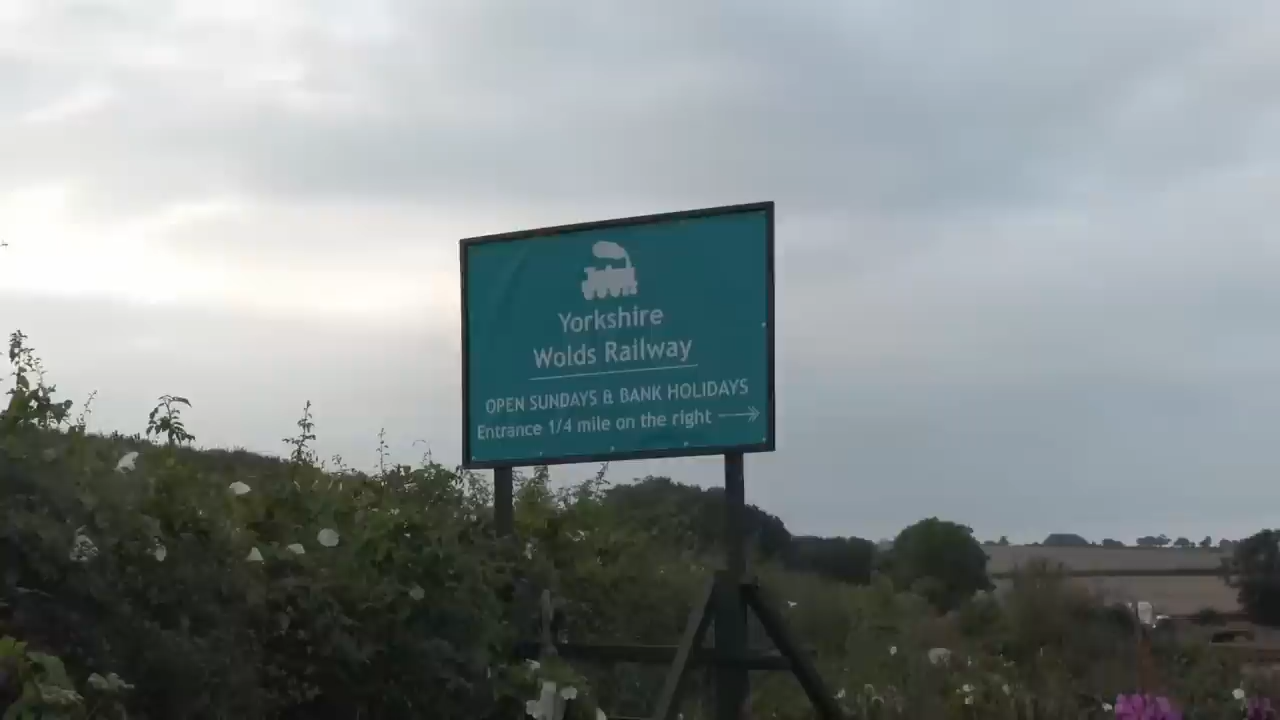 Yorkshire
Wolds Railway
OPEN SUNDAYS & BANK HOLIDAYS
Entrance 1/4 mile on the right